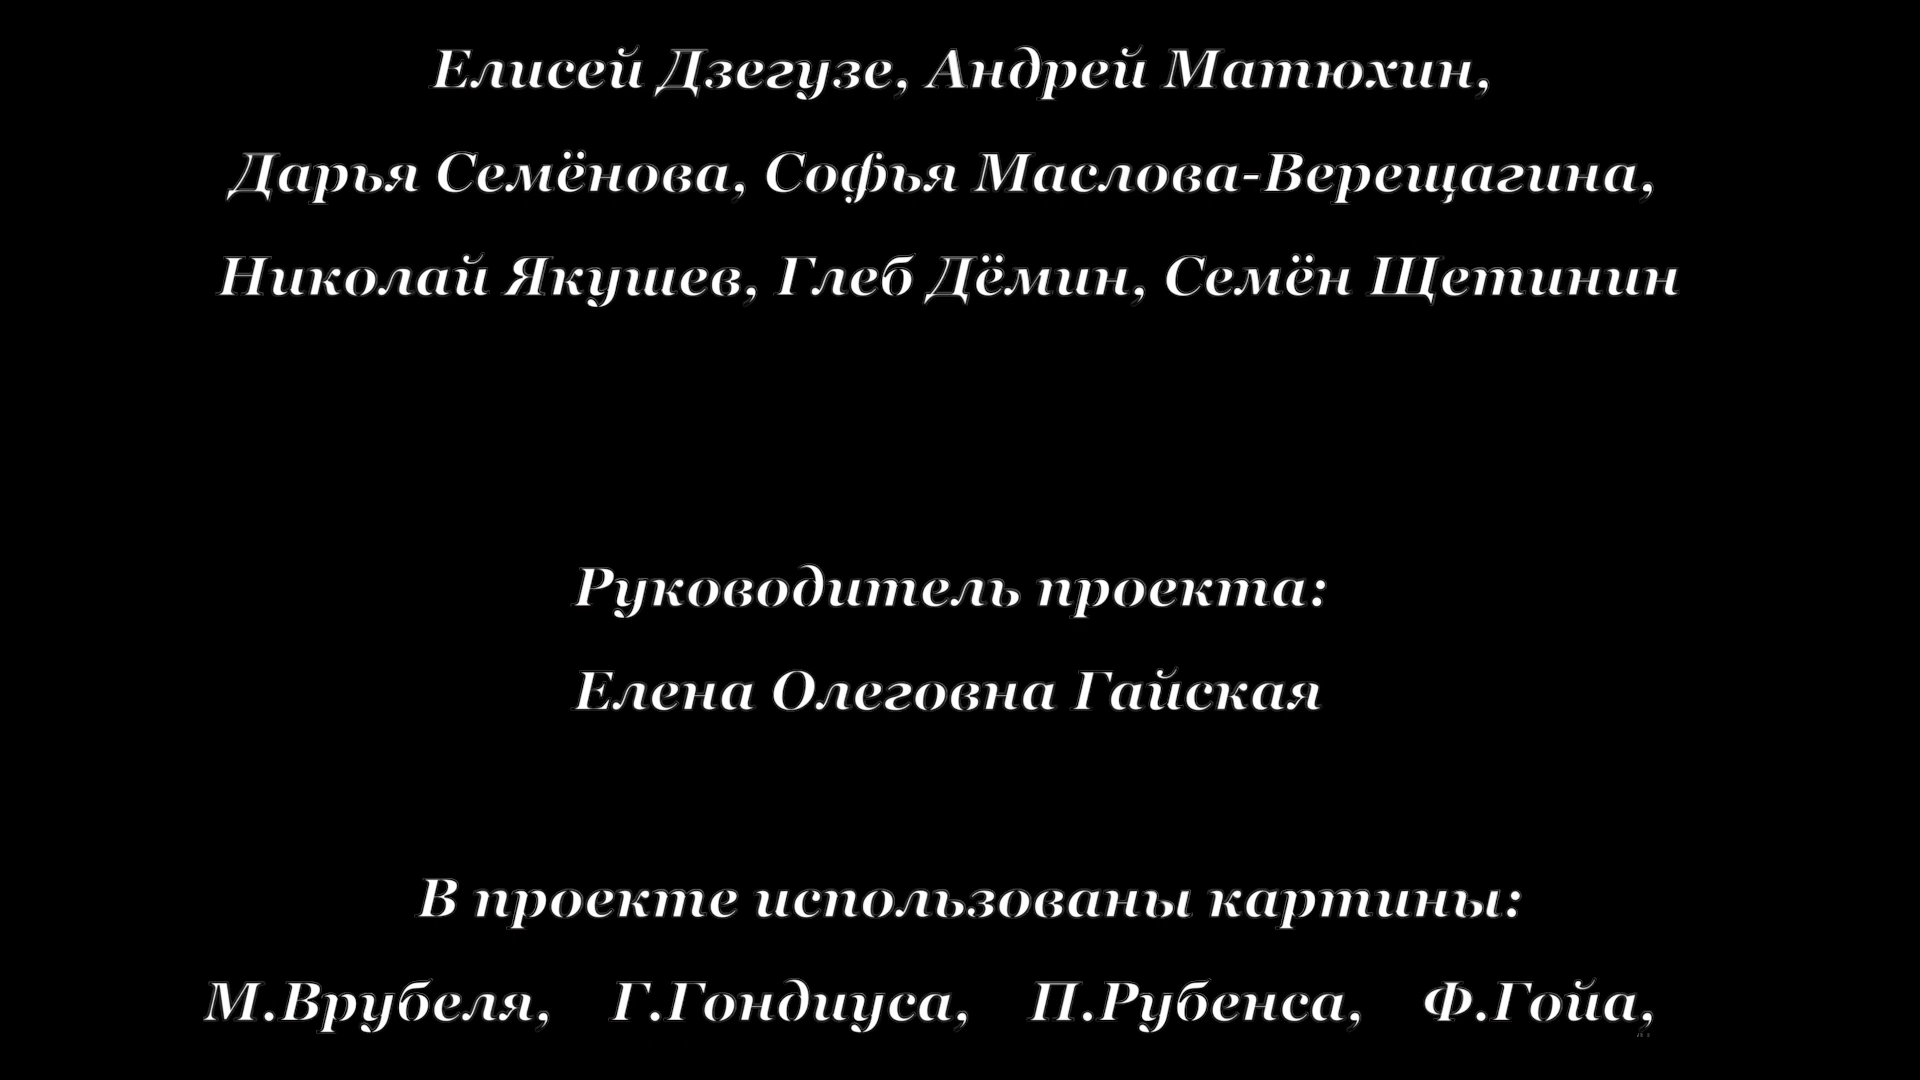 Елисей Дзегузе, Андрей Матюхин,
Дарья Семёнова, Софья Маслова-Верещагина,
Николай Якушев, Глеб Дёмин, Семён Щетинин
Руководитель проекта:
Елена Олеговна Гайская
В проекте использованы картины:
М.Врубеля, Г.Гондиуса, П.Рубенса, Ф.Гойа,